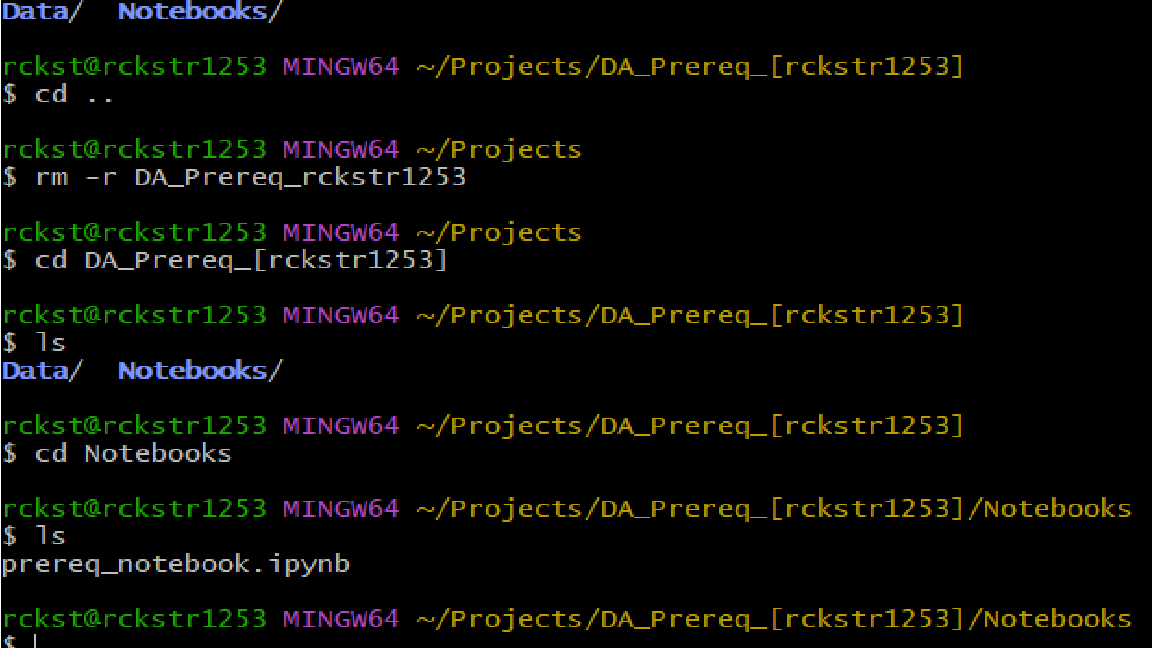 Data/  Notebooks/
rckst@rckstr1253 MINGW64 ~/Projects/DA_Prereq_[rckstr1253]
$ cd ..
rckst@rckstr1253 MINGW64 ~/Projects
$ rm -r DA_Prereq_rckstr1253
rckst@rckstr1253 MINGW64 ~/Projects
$ cd DA_Prereq_[rckstr1253]
rckst@rckstr1253 MINGW64 ~/Projects/DA_Prereq_[rckstr1253]
$ ls
Data/  Notebooks/
rckst@rckstr1253 MINGW64 ~/Projects/DA_Prereq_[rckstr1253]
$ cd Notebooks
rckst@rckstr1253 MINGW64 ~/Projects/DA_Prereq_[rckstr1253]/Notebooks
$ ls
prereq_notebook.ipynb
rckst@rckstr1253 MINGW64 ~/Projects/DA_Prereq_[rckstr1253]/Notebooks
$